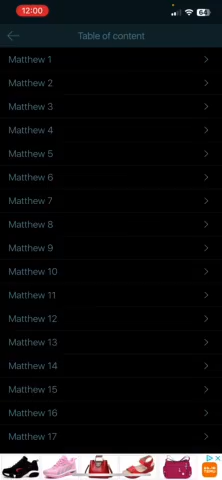 12:00
64
Table of content
Matthew 1
Matthew 2
Matthew 3
Matthew 4
Matthew 5
Matthew 6
Matthew 7
Matthew 8
Matthew 9
Matthew 10
Matthew 11
Matthew 12
Matthew 13
Matthew 14
Matthew 15
Matthew 16
Matthew 17